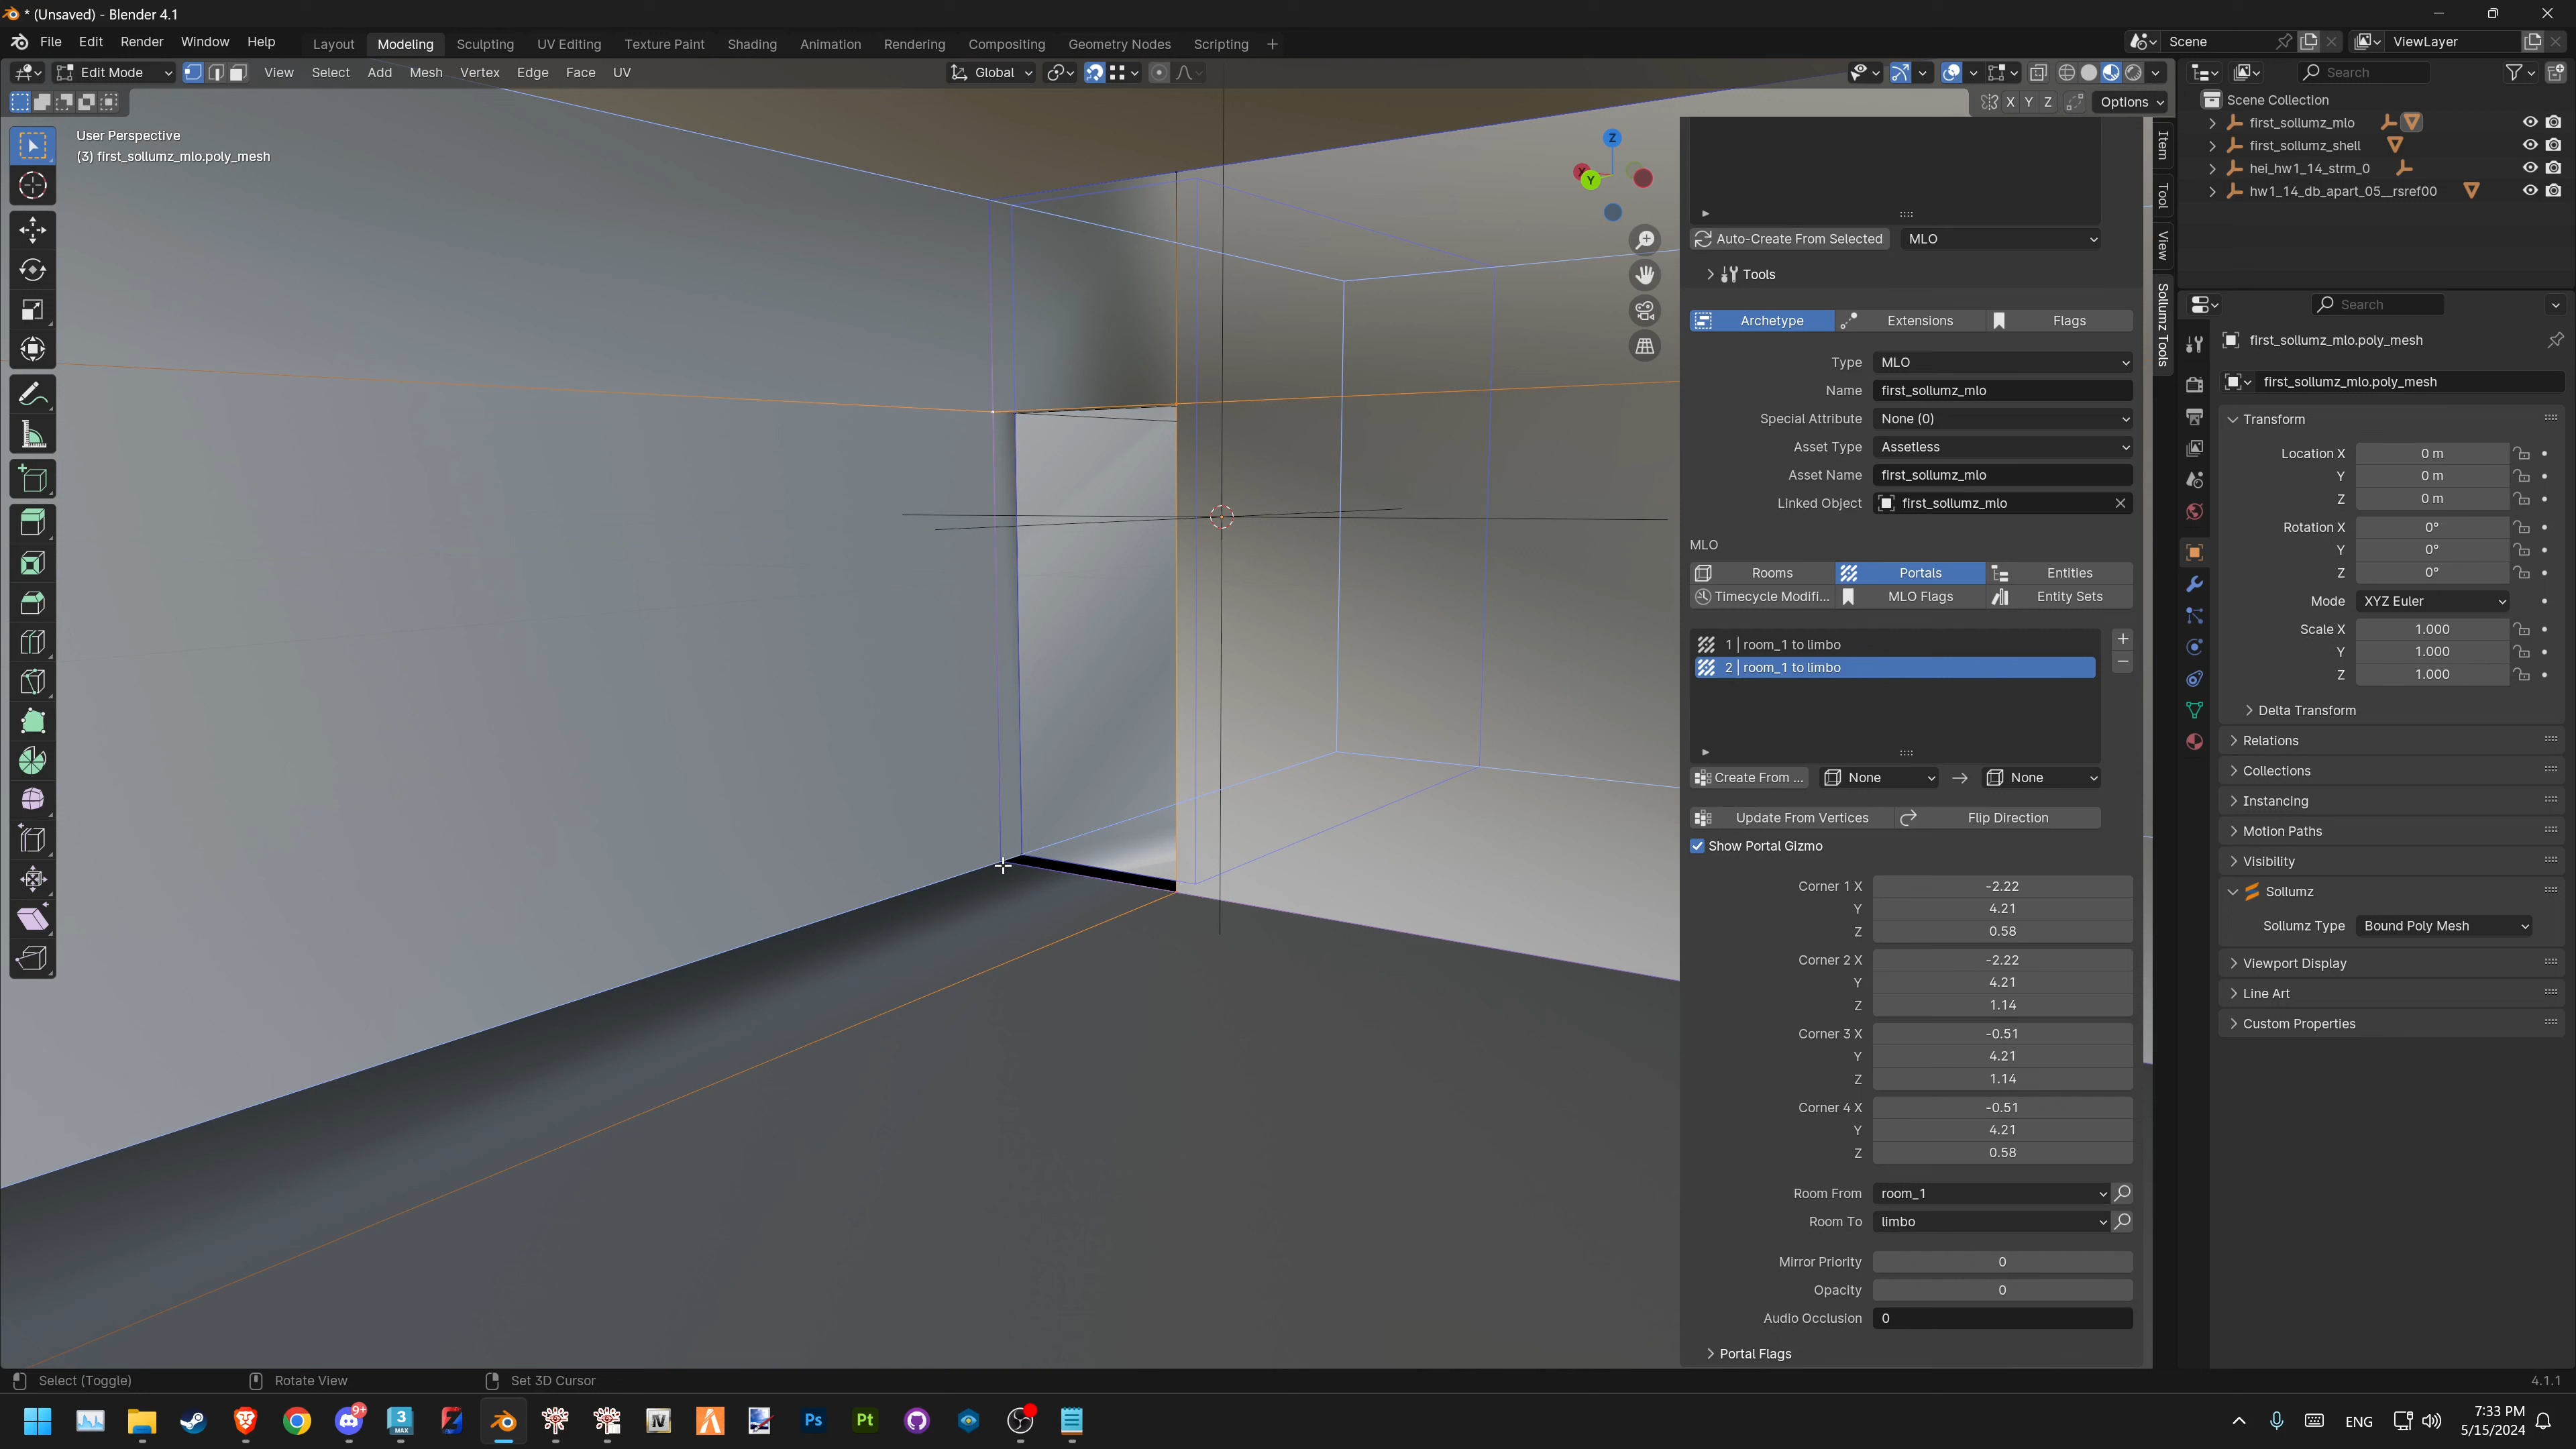 * (Unsaved) - Blender 4.1
File Edit Render Window Help
Layout Modeling Sculpting UV Editing Texture Paint Shading Animation Rendering Compositing Geometry Nodes Scripting +
Scene
ViewLayer
Edit Mode
View Select Add Mesh Vertex Edge Face UV
Global
Search
X Y Z
Options
Scene Collection
first_sollumz_mlo
first_sollumz_shell
hei_hw1_14_strm_0
hw1_14_db_apart_05__rsref00
User Perspective
(3) first_sollumz_mlo.poly_mesh
Z
X
Y
Item
Tool
View
Sollumz Tools
Auto-Create From Selected
MLO
Tools
Archetype Extensions Flags
Type MLO
Name first_sollumz_mlo
Special Attribute None (0)
Asset Type Assetless
Asset Name first_sollumz_mlo
Linked Object first_sollumz_mlo
MLO
Rooms Portals Entities
Timecycle Modifi... MLO Flags Entity Sets
1 | room_1 to limbo
2 | room_1 to limbo
Create From ... None None
Update From Vertices Flip Direction
Show Portal Gizmo
Corner 1 X -2.22
Y 4.21
Z 0.58
Corner 2 X -2.22
Y 4.21
Z 1.14
Corner 3 X -0.51
Y 4.21
Z 1.14
Corner 4 X -0.51
Y 4.21
Z 0.58
Room From room_1
Room To limbo
Mirror Priority 0
Opacity 0
Audio Occlusion 0
Portal Flags
Search
first_sollumz_mlo.poly_mesh
first_sollumz_mlo.poly_mesh
Transform
Location X 0 m
Y 0 m
Z 0 m
Rotation X 0°
Y 0°
Z 0°
Mode XYZ Euler
Scale X 1.000
Y 1.000
Z 1.000
Delta Transform
Relations
Collections
Instancing
Motion Paths
Visibility
Sollumz
Sollumz Type Bound Poly Mesh
Viewport Display
Line Art
Custom Properties
Select (Toggle) Rotate View Set 3D Cursor
4.1.1
9+
3
MAX
Ps
Pt
ENG
7:33 PM
5/15/2024